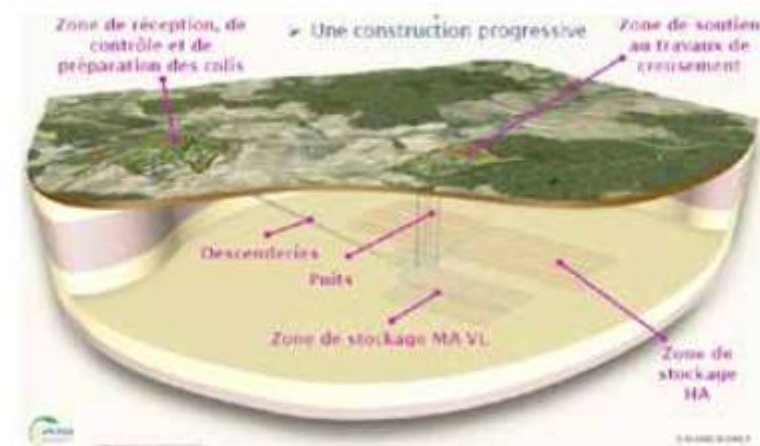 Zone de réception, de
contrôle et de
préparation des colis
➤ Une construction progressive
Zone de soutien
au travaux de
creusement
Descenderies
Puits
Zone de stockage MA VL
Zone de
stockage
HA